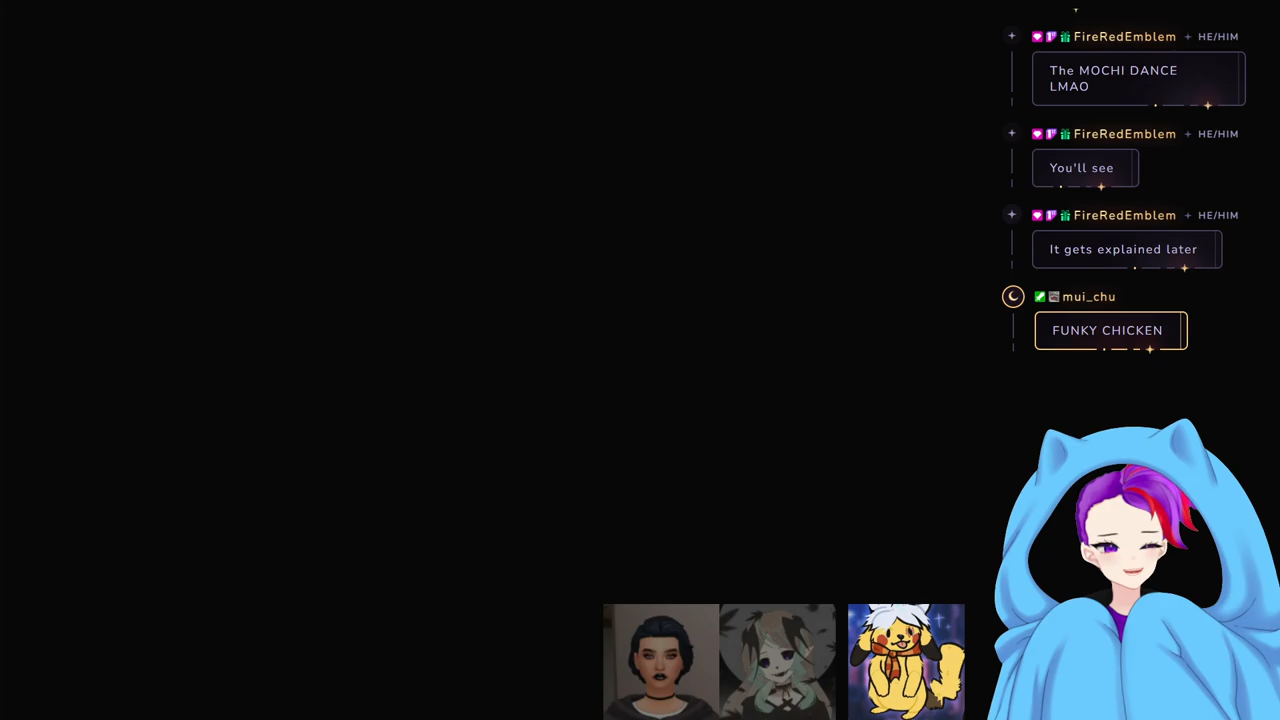 FireRedEmblem HE/HIM
The MOCHI DANCE
LMAO
FireRedEmblem HE/HIM
You'll see
FireRedEmblem HE/HIM
It gets explained later
mui_chu
FUNKY CHICKEN